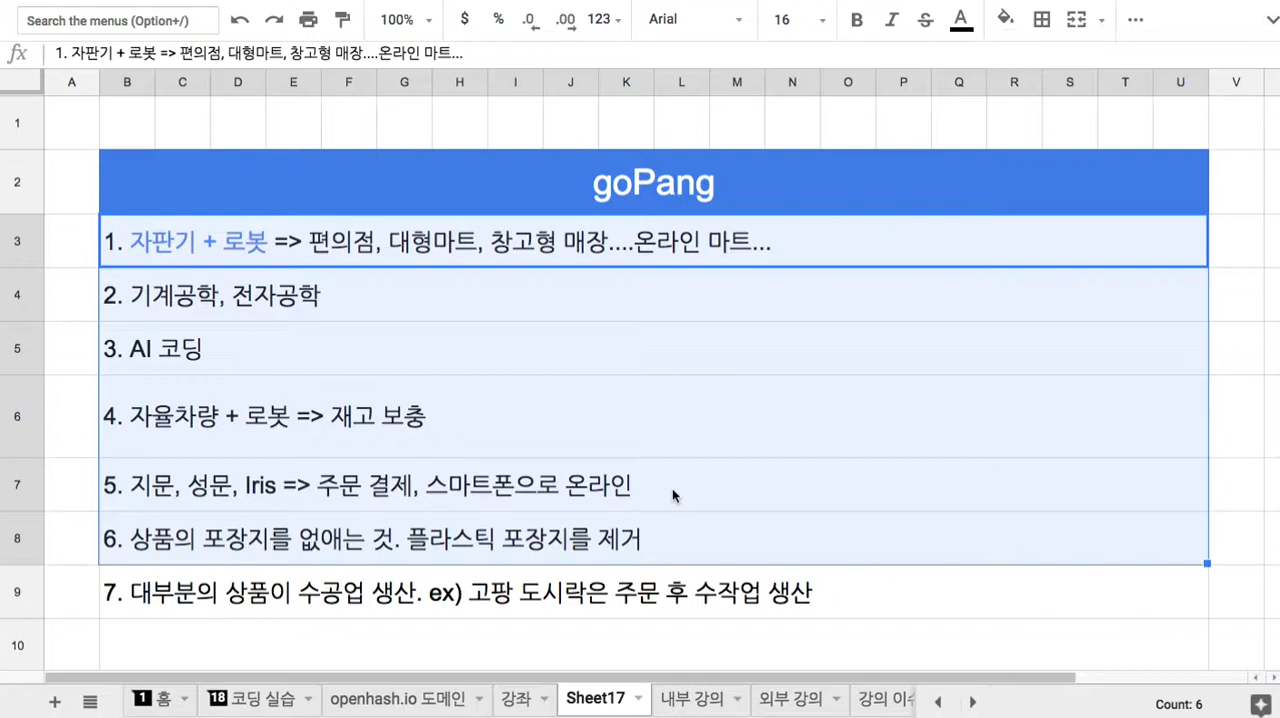 Search the menus (Option+/)
100%
$ % .0 .00 123
Arial
16
B I S A
fx
1. 자판기 + 로봇 => 편의점, 대형마트, 창고형 매장....온라인 마트...
A B C D E F G H I J K L M N O P Q R S T U V
1
2 goPang
3 1. 자판기 + 로봇 => 편의점, 대형마트, 창고형 매장....온라인 마트...
4 2. 기계공학, 전자공학
5 3. AI 코딩
6 4. 자율차량 + 로봇 => 재고 보충
7 5. 지문, 성문, Iris => 주문 결제, 스마트폰으로 온라인
8 6. 상품의 포장지를 없애는 것. 플라스틱 포장지를 제거
9 7. 대부분의 상품이 수공업 생산. ex) 고팡 도시락은 주문 후 수작업 생산
10
1 홈 18 코딩 실습 openhash.io 도메인 강좌 Sheet17 내부 강의 외부 강의 강의 이
Count: 6